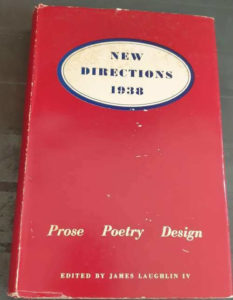 NEW
DIRECTIONS
1938
Prose Poetry Design
EDITED BY JAMES LAUGHLIN IV